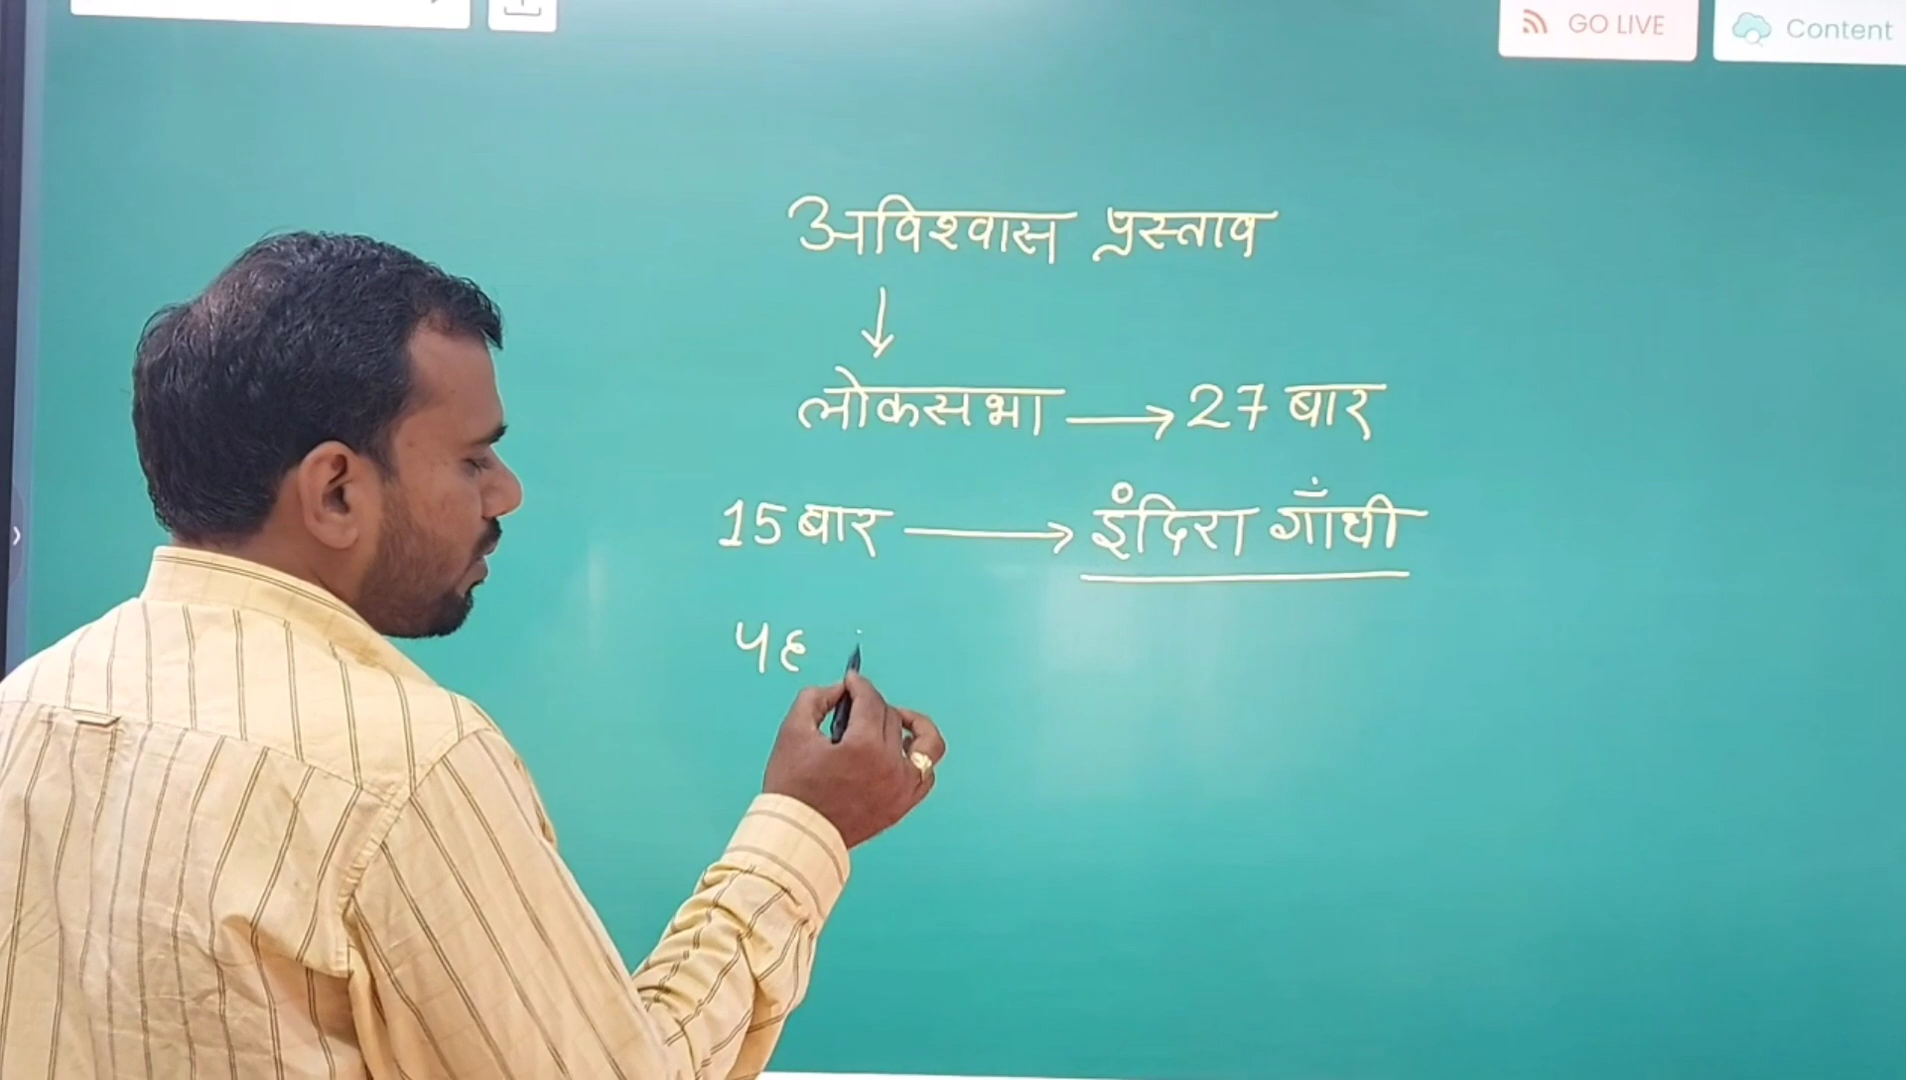 GO LIVE
Content
अविश्वास प्रस्ताव
↓
लोकसभा → 27 बार
15 बार → इंदिरा गाँधी